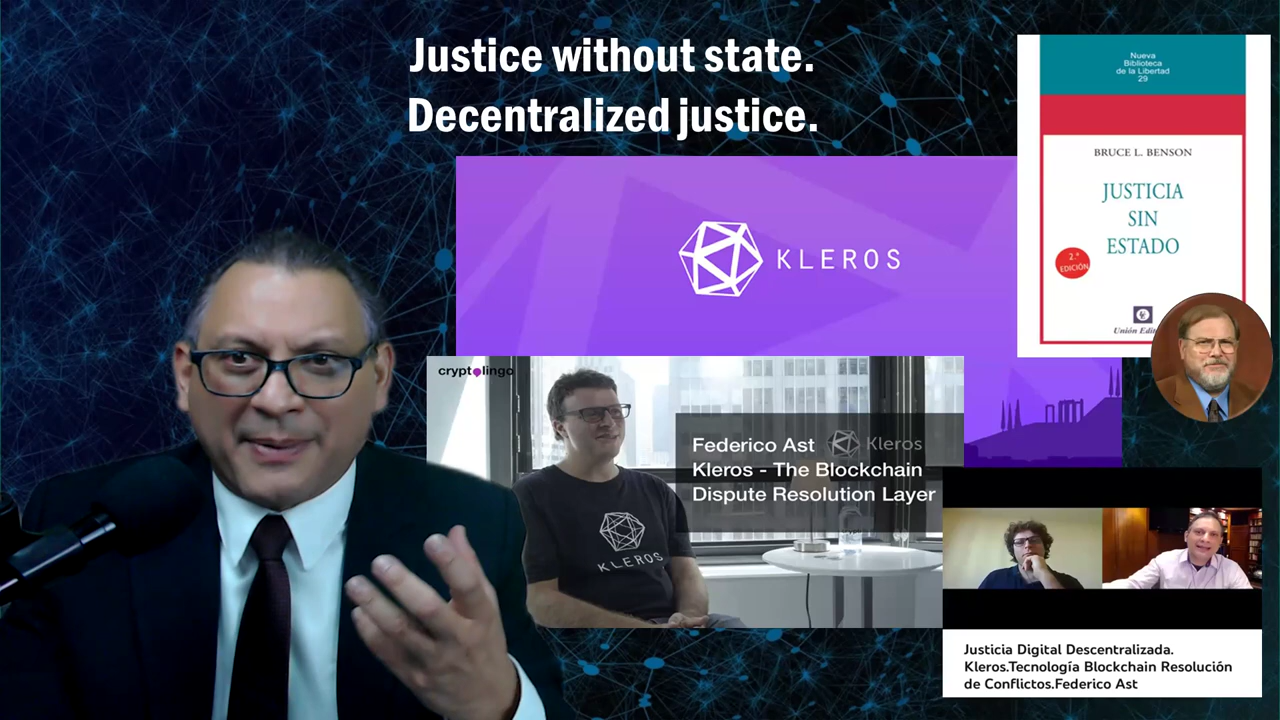 Justice without state.
Decentralized justice.
KLEROS
Nueva
Biblioteca
de la Libertad
29
BRUCE L. BENSON
JUSTICIA
SIN
ESTADO
2.ª
EDICIÓN
Unión
cryptolingo
Federico Ast Kleros
Kleros - The Blockchain
Dispute Resolution Layer
KLEROS
Justicia Digital Descentralizada.
Kleros.Tecnología Blockchain Resolución
de Conflictos.Federico Ast